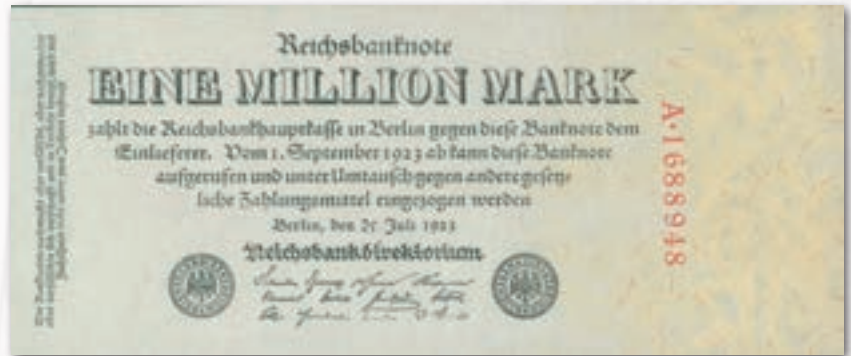 Reichsbanknote
EINE MILLION MARK
zahlt die Reichsbankhauptkasse in Berlin gegen diese Banknote dem
Einlieferer. Vom 1. September 1923 ab kann diese Banknote
aufgerufen und unter Umtausch gegen andere gesetz-
liche Zahlungsmittel eingezogen werden
Berlin, den 25 Juli 1923
Reichsbankdirektorium
A·1688948